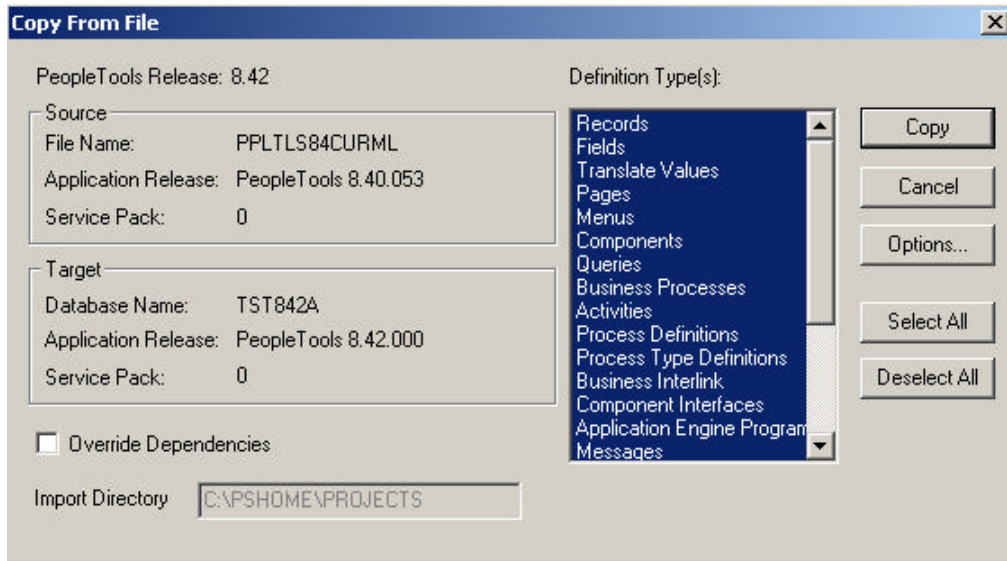 Copy From File
PeopleTools Release: 8.42
Source
File Name: PPLTLS84CURML
Application Release: PeopleTools 8.40.053
Service Pack: 0
Target
Database Name: TST842A
Application Release: PeopleTools 8.42.000
Service Pack: 0
Override Dependencies
Import Directory C:\PSHOME\PROJECTS
Definition Type(s):
Records
Fields
Translate Values
Pages
Menus
Components
Queries
Business Processes
Activities
Process Definitions
Process Type Definitions
Business Interlink
Component Interfaces
Application Engine Program
Messages
Copy
Cancel
Options...
Select All
Deselect All